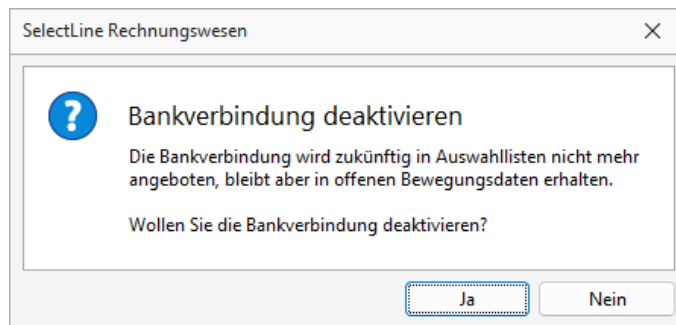 SelectLine Rechnungswesen
Bankverbindung deaktivieren
Die Bankverbindung wird zukünftig in Auswahllisten nicht mehr
angeboten, bleibt aber in offenen Bewegungsdaten erhalten.
Wollen Sie die Bankverbindung deaktivieren?
Ja
Nein